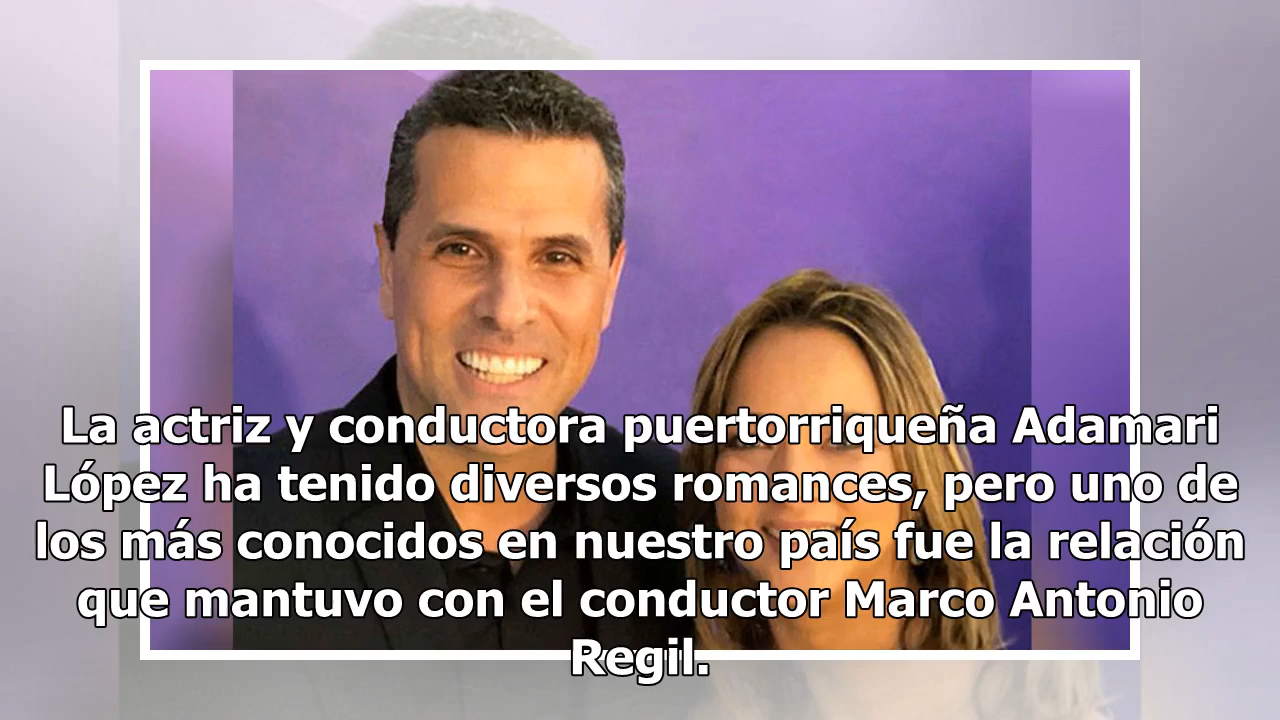 La actriz y conductora puertorriqueña Adamari
López ha tenido diversos romances, pero uno de
los más conocidos en nuestro país fue la relación
que mantuvo con el conductor Marco Antonio
Regil.